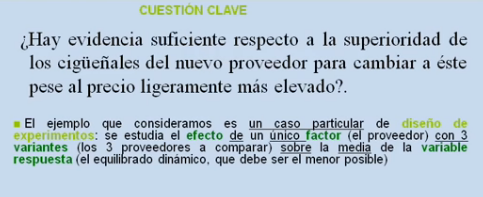 CUESTIÓN CLAVE
¿Hay evidencia suficiente respecto a la superioridad de
los cigüeñales del nuevo proveedor para cambiar a éste
pese al precio ligeramente más elevado?.
■ El ejemplo que consideramos es un caso particular de diseño de
experimentos: se estudia el efecto de un único factor (el proveedor) con 3
variantes (los 3 proveedores a comparar) sobre la media de la variable
respuesta (el equilibrado dinámico, que debe ser el menor posible)